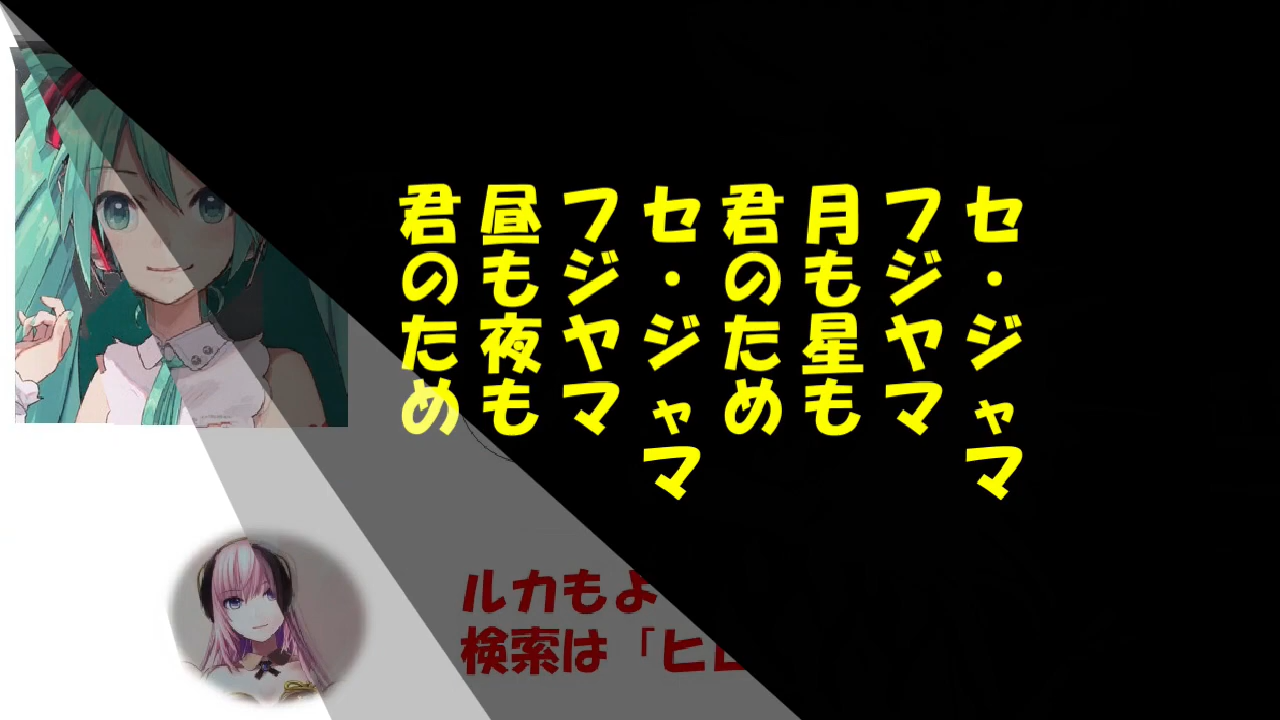 セ・ジャマ
フジヤマ
月も星も
君のため
セ・ジャマ
フジヤマ
昼も夜も
君のため
ルカもよ
検索は「ヒロ